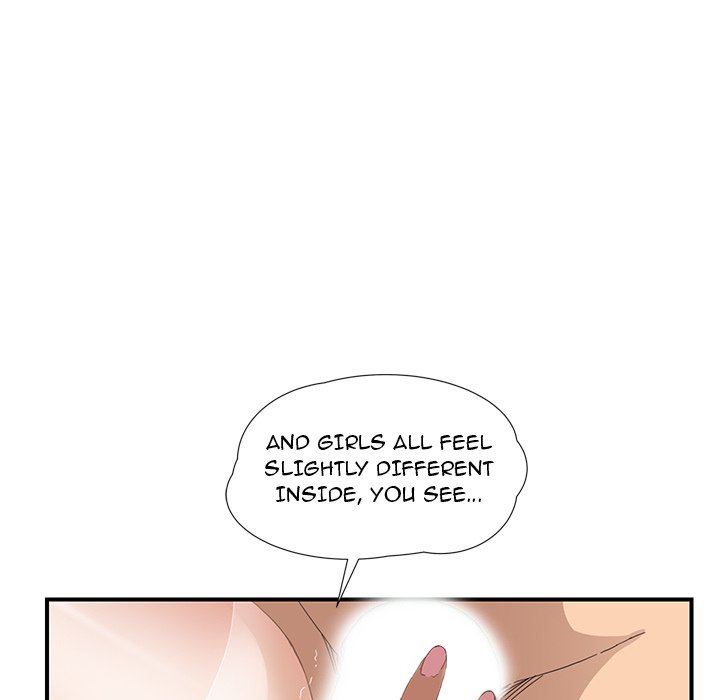 AND GIRLS ALL FEEL
SLIGHTLY DIFFERENT
INSIDE, YOU SEE...